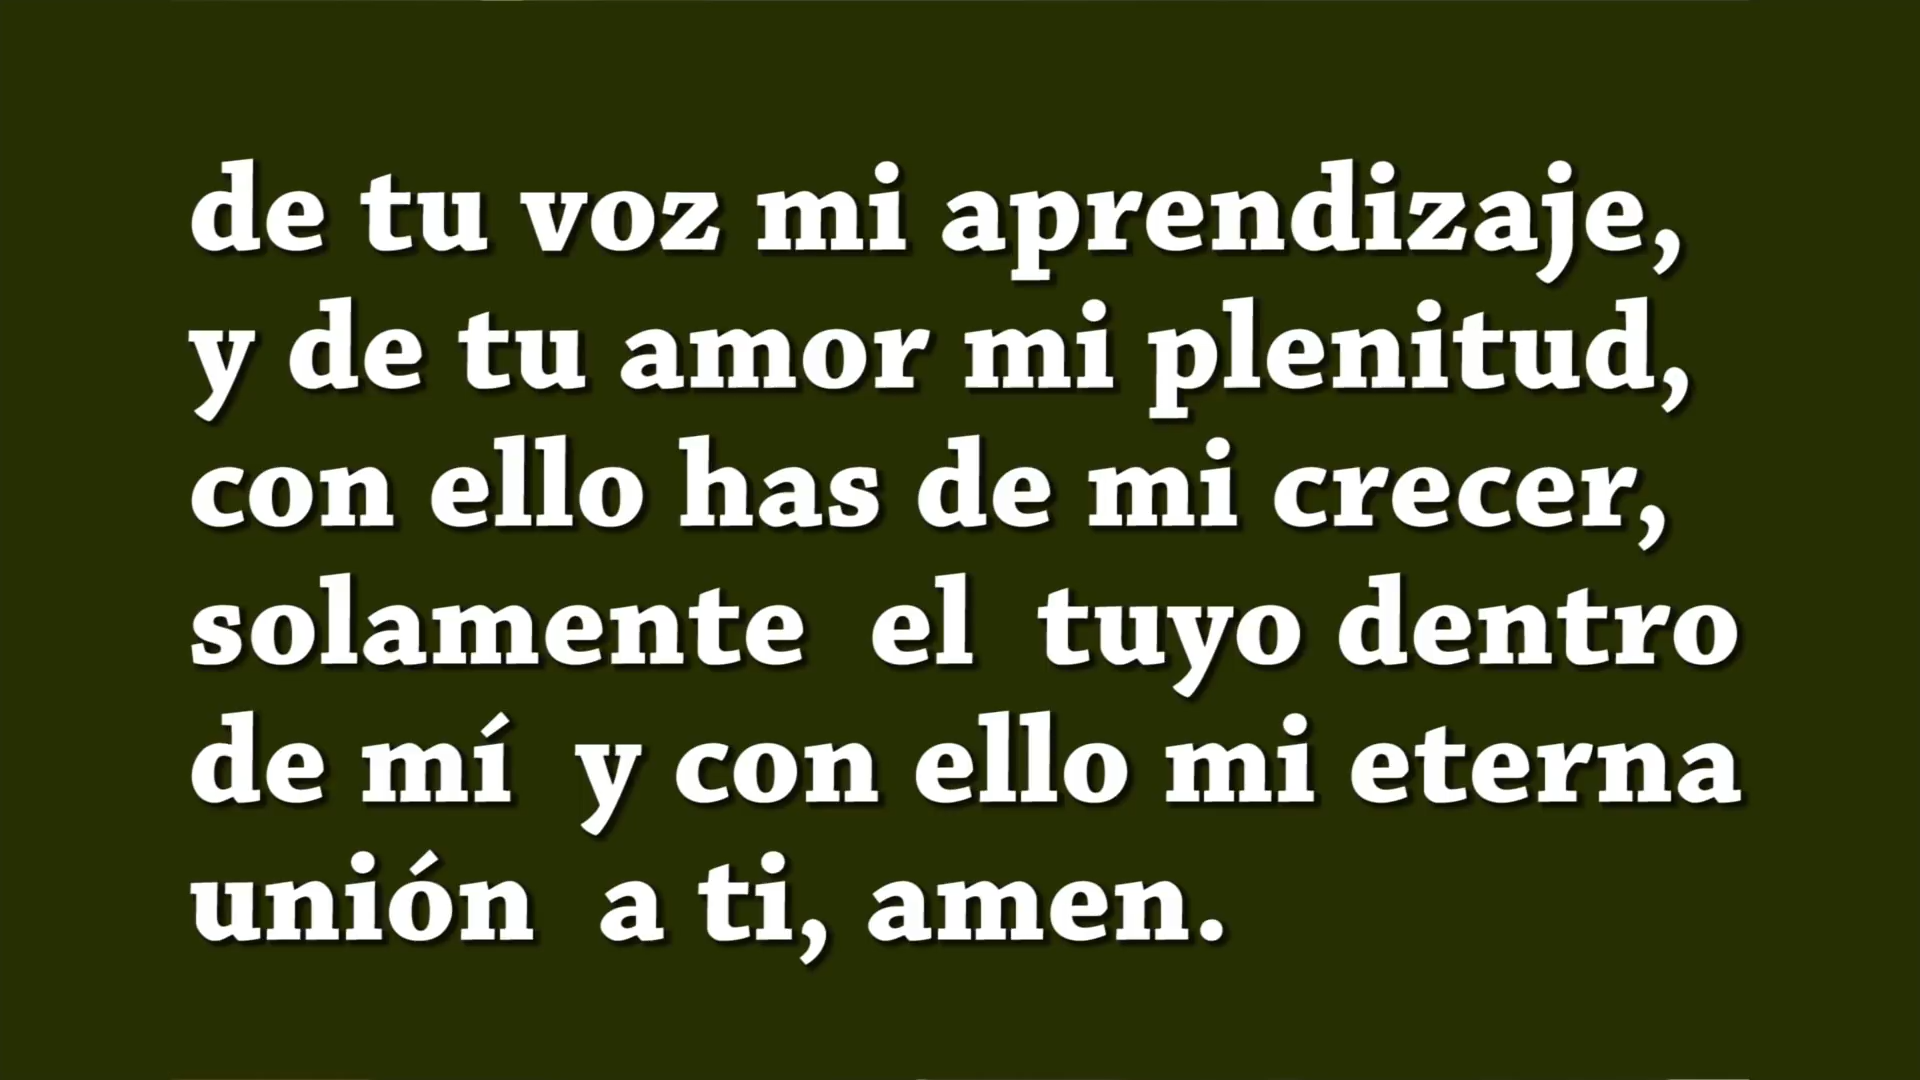 de tu voz mi aprendizaje,
y de tu amor mi plenitud,
con ello has de mi crecer,
solamente el tuyo dentro
de mí y con ello mi eterna
unión a ti, amen.